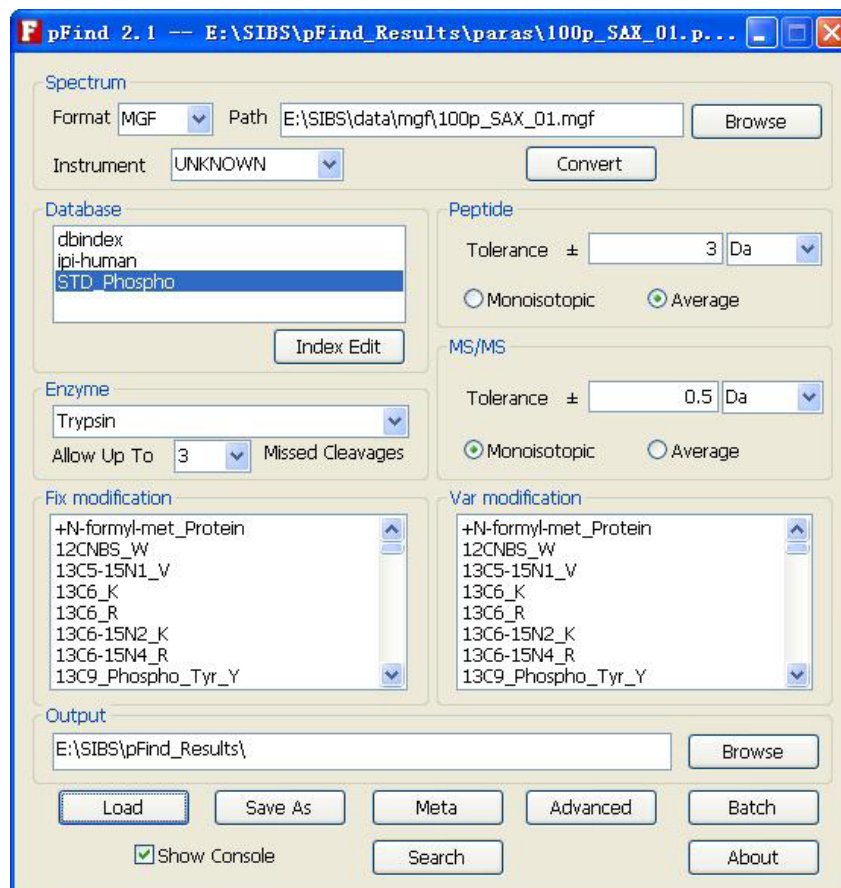 F pFind 2.1 -- E:\SIBS\pFind_Results\paras\100p_SAX_01.p...
Spectrum
Format MGF Path E:\SIBS\data\mgf\100p_SAX_01.mgf Browse
Instrument UNKNOWN Convert
Database
dbindex
ipi-human
STD_Phospho
Index Edit
Peptide
Tolerance ± 3 Da
Monoisotopic Average
MS/MS
Tolerance ± 0.5 Da
Monoisotopic Average
Enzyme
Trypsin
Allow Up To 3 Missed Cleavages
Fix modification
+N-formyl-met_Protein
12CNBS_W
13C5-15N1_V
13C6_K
13C6_R
13C6-15N2_K
13C6-15N4_R
13C9_Phospho_Tyr_Y
Var modification
+N-formyl-met_Protein
12CNBS_W
13C5-15N1_V
13C6_K
13C6_R
13C6-15N2_K
13C6-15N4_R
13C9_Phospho_Tyr_Y
Output
E:\SIBS\pFind_Results\ Browse
Load Save As Meta Advanced Batch
Show Console Search About